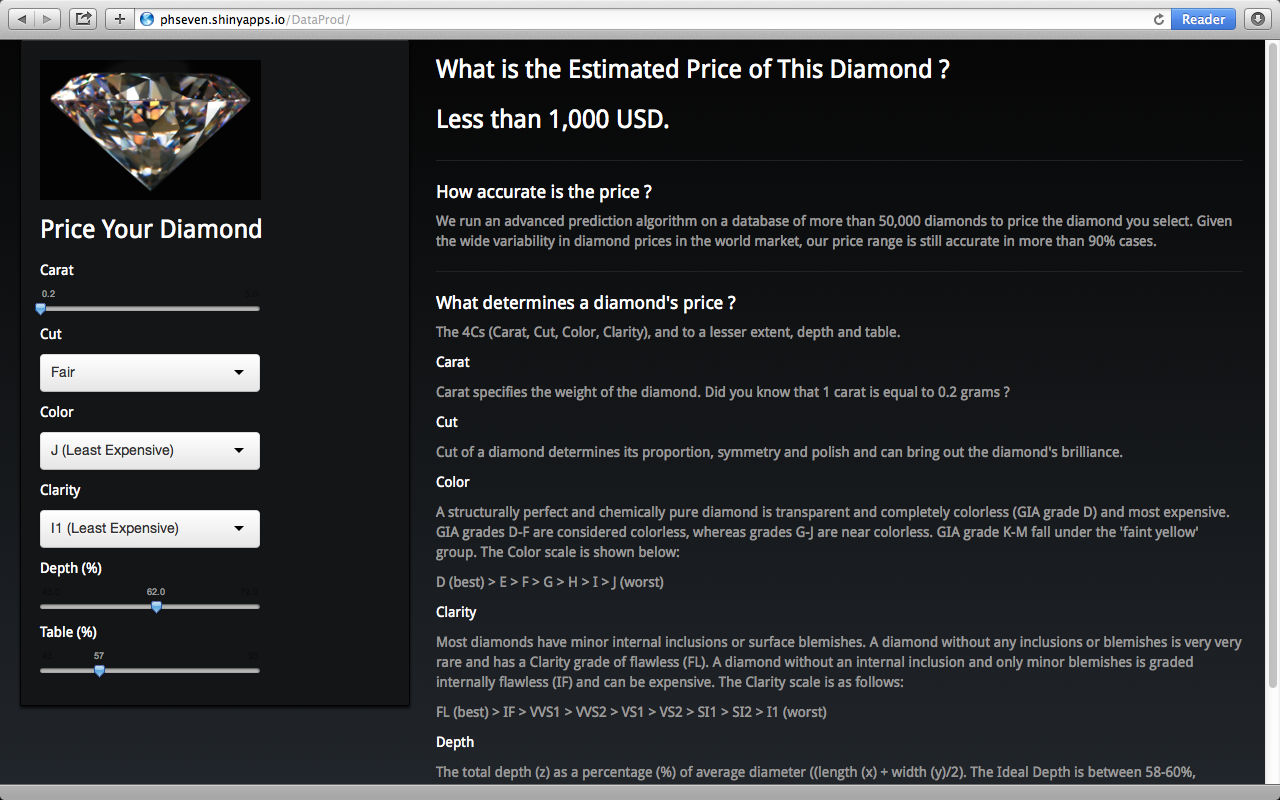 phseven.shinyapps.io/DataProd/
Reader
Price Your Diamond
Carat
0.2
Cut
Fair
Color
J (Least Expensive)
Clarity
I1 (Least Expensive)
Depth (%)
62.0
Table (%)
57
What is the Estimated Price of This Diamond ?
Less than 1,000 USD.
How accurate is the price ?
We run an advanced prediction algorithm on a database of more than 50,000 diamonds to price the diamond you select. Given
the wide variability in diamond prices in the world market, our price range is still accurate in more than 90% cases.
What determines a diamond's price ?
The 4Cs (Carat, Cut, Color, Clarity), and to a lesser extent, depth and table.
Carat
Carat specifies the weight of the diamond. Did you know that 1 carat is equal to 0.2 grams ?
Cut
Cut of a diamond determines its proportion, symmetry and polish and can bring out the diamond's brilliance.
Color
A structurally perfect and chemically pure diamond is transparent and completely colorless (GIA grade D) and most expensive.
GIA grades D-F are considered colorless, whereas grades G-J are near colorless. GIA grade K-M fall under the 'faint yellow'
group. The Color scale is shown below:
D (best) > E > F > G > H > I > J (worst)
Clarity
Most diamonds have minor internal inclusions or surface blemishes. A diamond without any inclusions or blemishes is very very
rare and has a Clarity grade of flawless (FL). A diamond without an internal inclusion and only minor blemishes is graded
internally flawless (IF) and can be expensive. The Clarity scale is as follows:
FL (best) > IF > VVS1 > VVS2 > VS1 > VS2 > SI1 > SI2 > I1 (worst)
Depth
The total depth (z) as a percentage (%) of average diameter ((length (x) + width (y)/2). The Ideal Depth is between 58-60%,